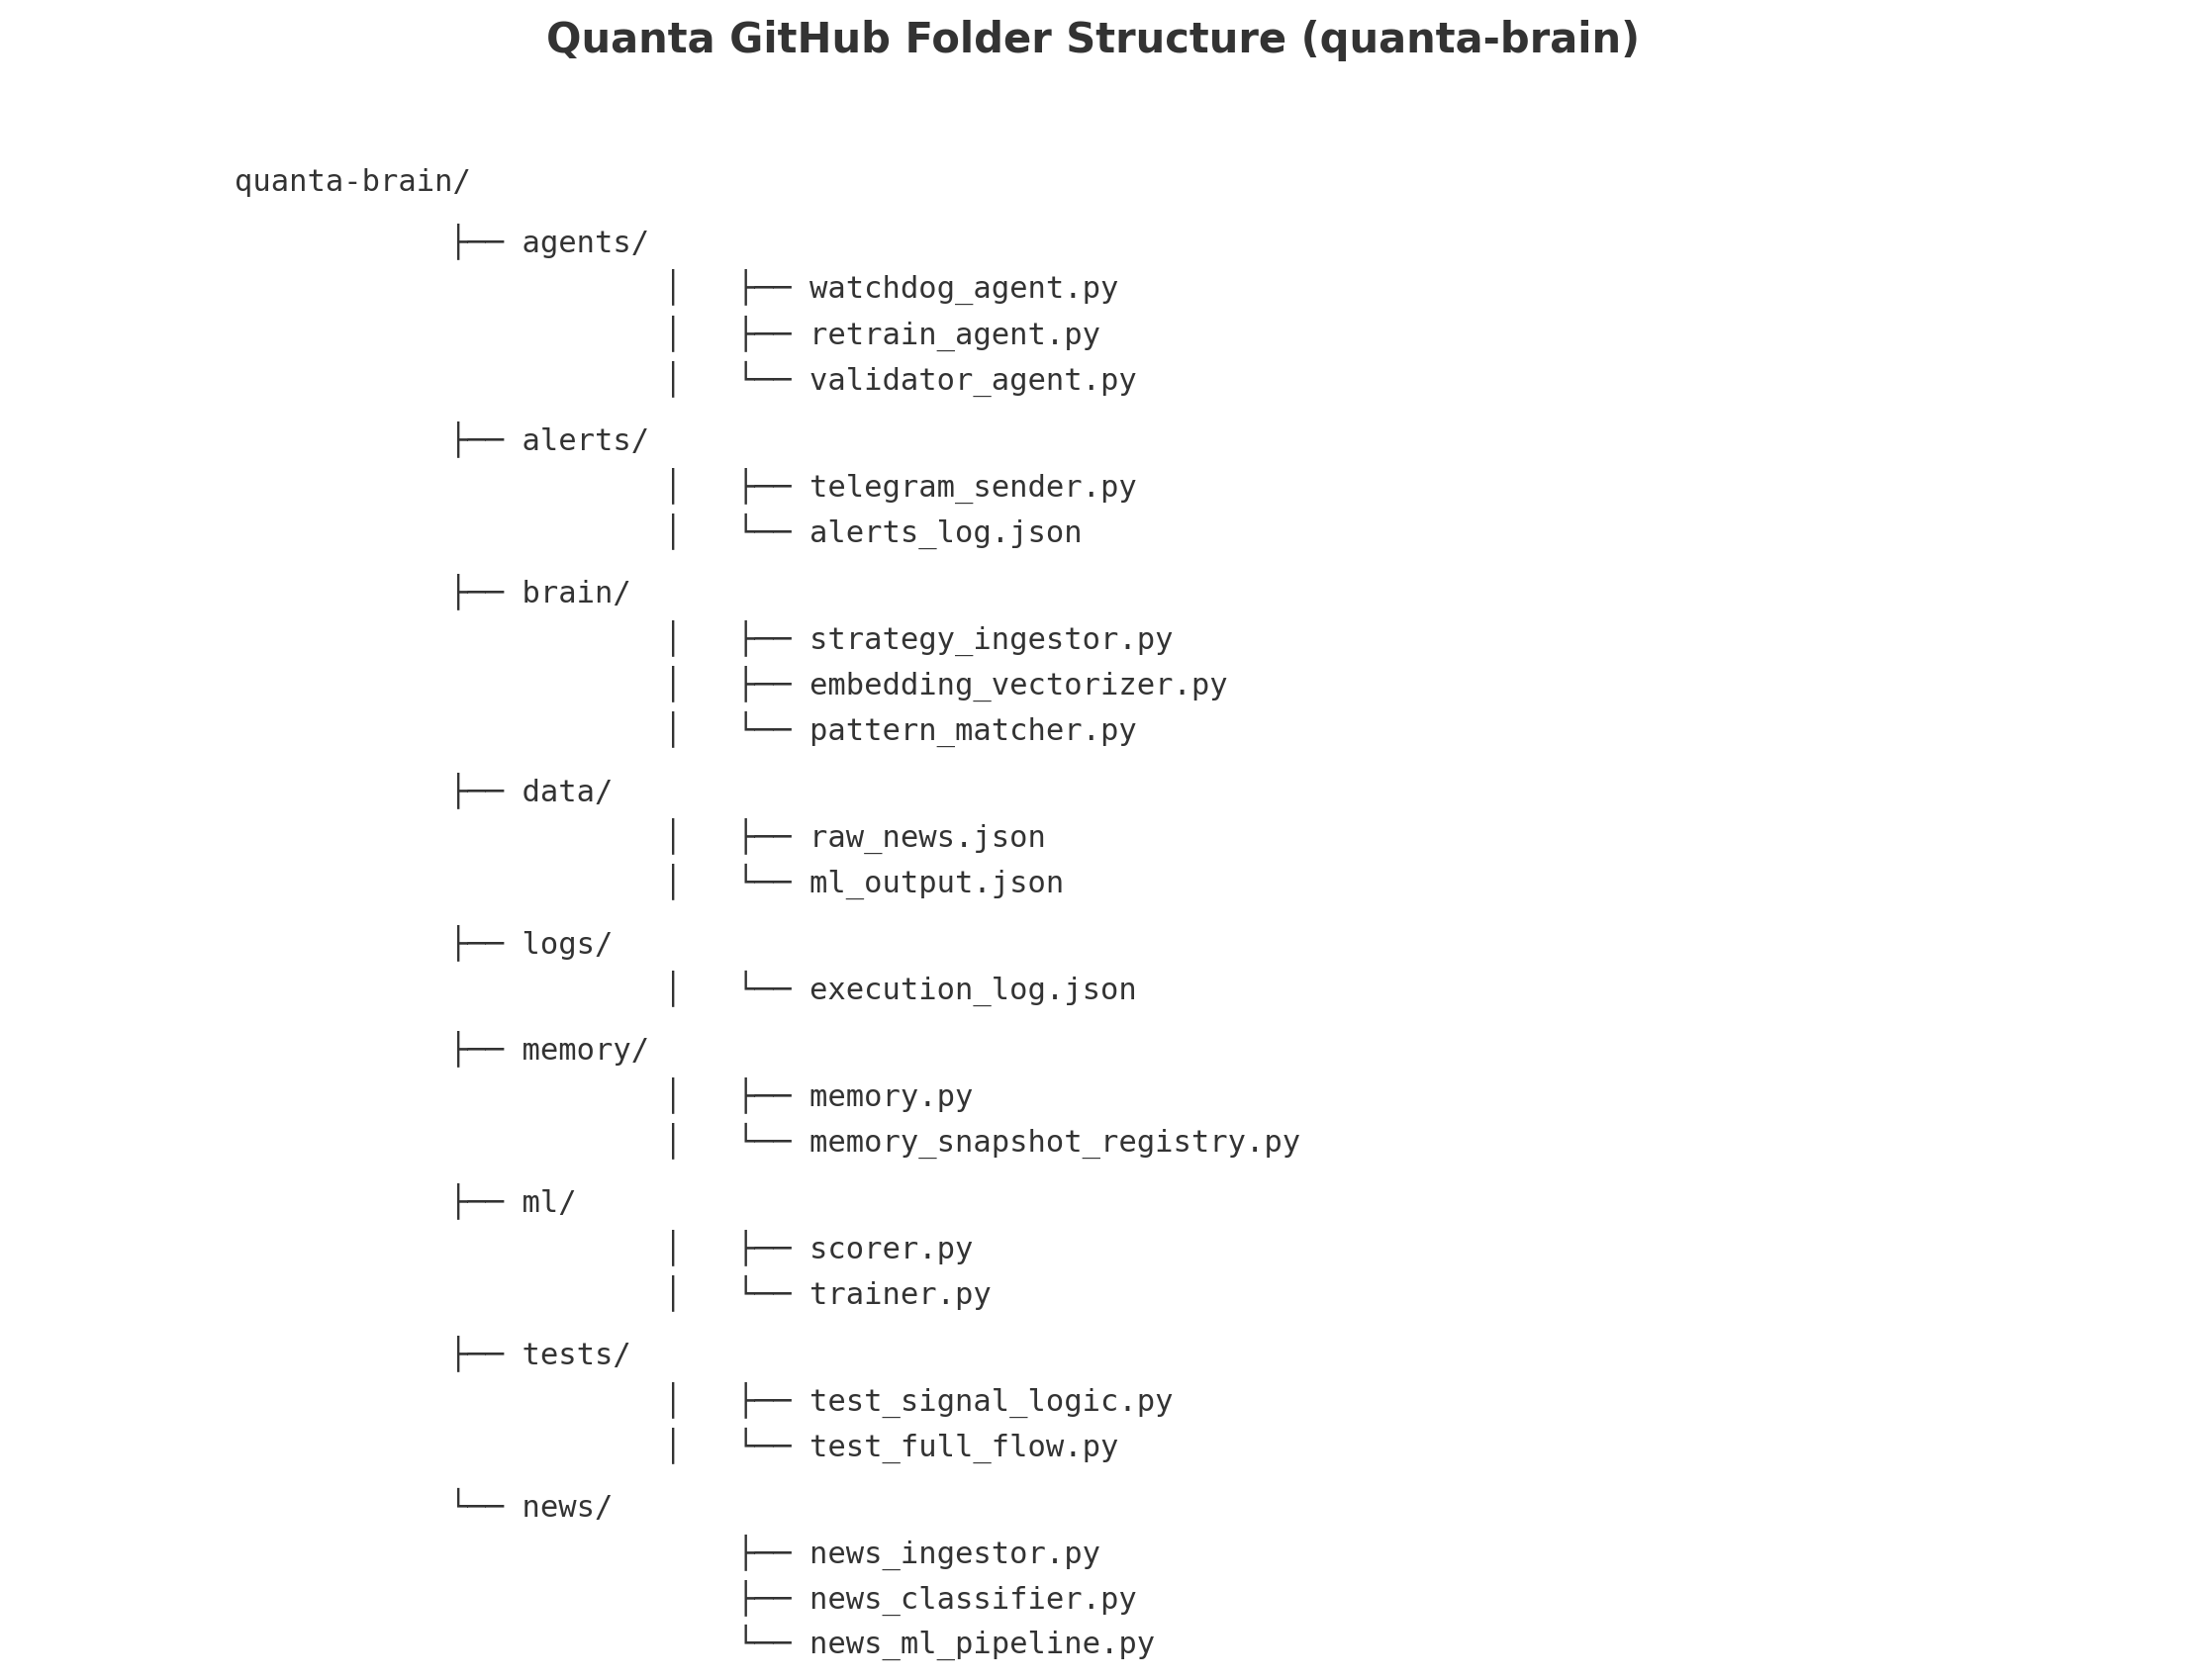 Quanta GitHub Folder Structure (quanta-brain)
quanta-brain/
├── agents/
│   ├── watchdog_agent.py
│   ├── retrain_agent.py
│   └── validator_agent.py
├── alerts/
│   ├── telegram_sender.py
│   └── alerts_log.json
├── brain/
│   ├── strategy_ingestor.py
│   ├── embedding_vectorizer.py
│   └── pattern_matcher.py
├── data/
│   ├── raw_news.json
│   └── ml_output.json
├── logs/
│   └── execution_log.json
├── memory/
│   ├── memory.py
│   └── memory_snapshot_registry.py
├── ml/
│   ├── scorer.py
│   └── trainer.py
├── tests/
│   ├── test_signal_logic.py
│   └── test_full_flow.py
└── news/
    ├── news_ingestor.py
    ├── news_classifier.py
    └── news_ml_pipeline.py